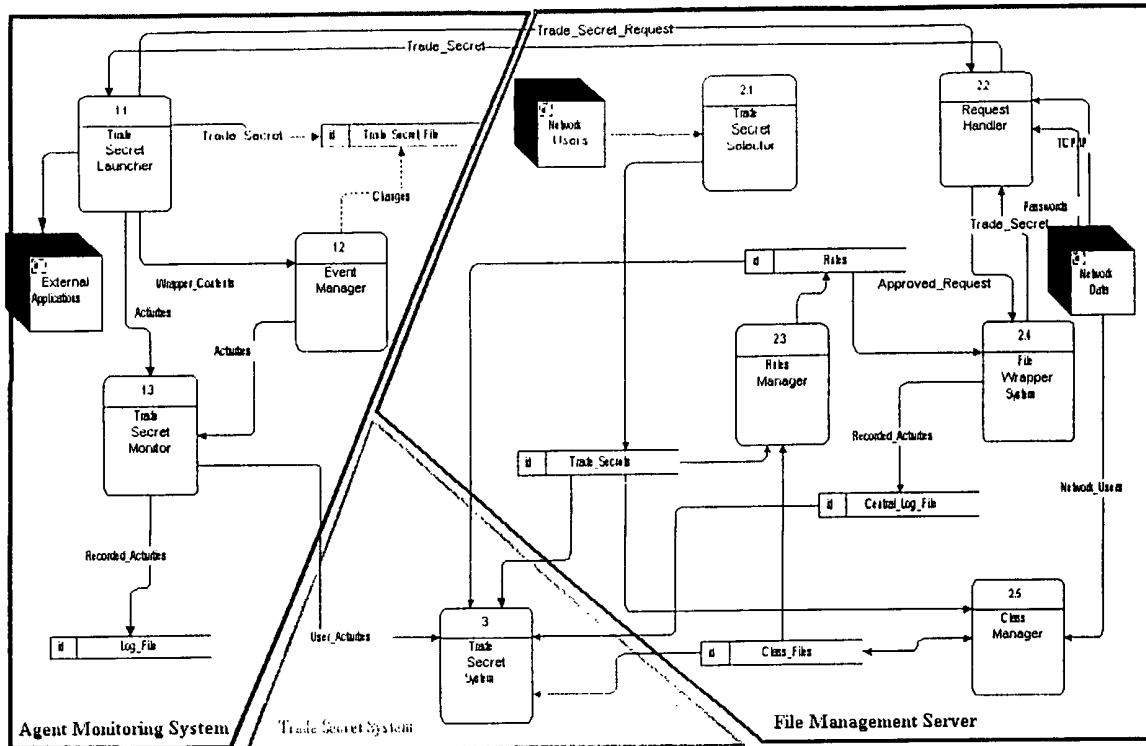 Trade_Secret_Request
Trade_Secret
1.1
Trade
Secret
Launcher
Trade_Secret
id
Trade_Secret_File
Network
Users
2.1
Trade
Secret
Selector
2.2
Request
Handler
Changes
Passwords
Trade_Secret
External
Applications
1.2
Event
Manager
Wrapper_Contents
id
Rules
Approved_Request
Network
Data
Activities
Activities
2.3
Rules
Manager
2.4
File
Wrapper
System
1.3
Trade
Secret
Monitor
Recorded_Activities
id
Trade_Secrets
Network_Users
id
Central_Log_File
Recorded_Activities
id
Log_File
User_Activities
3
Trade
Secret
System
id
Class_Files
2.5
Class
Manager
Agent Monitoring System
Trade Secret System
File Management Server